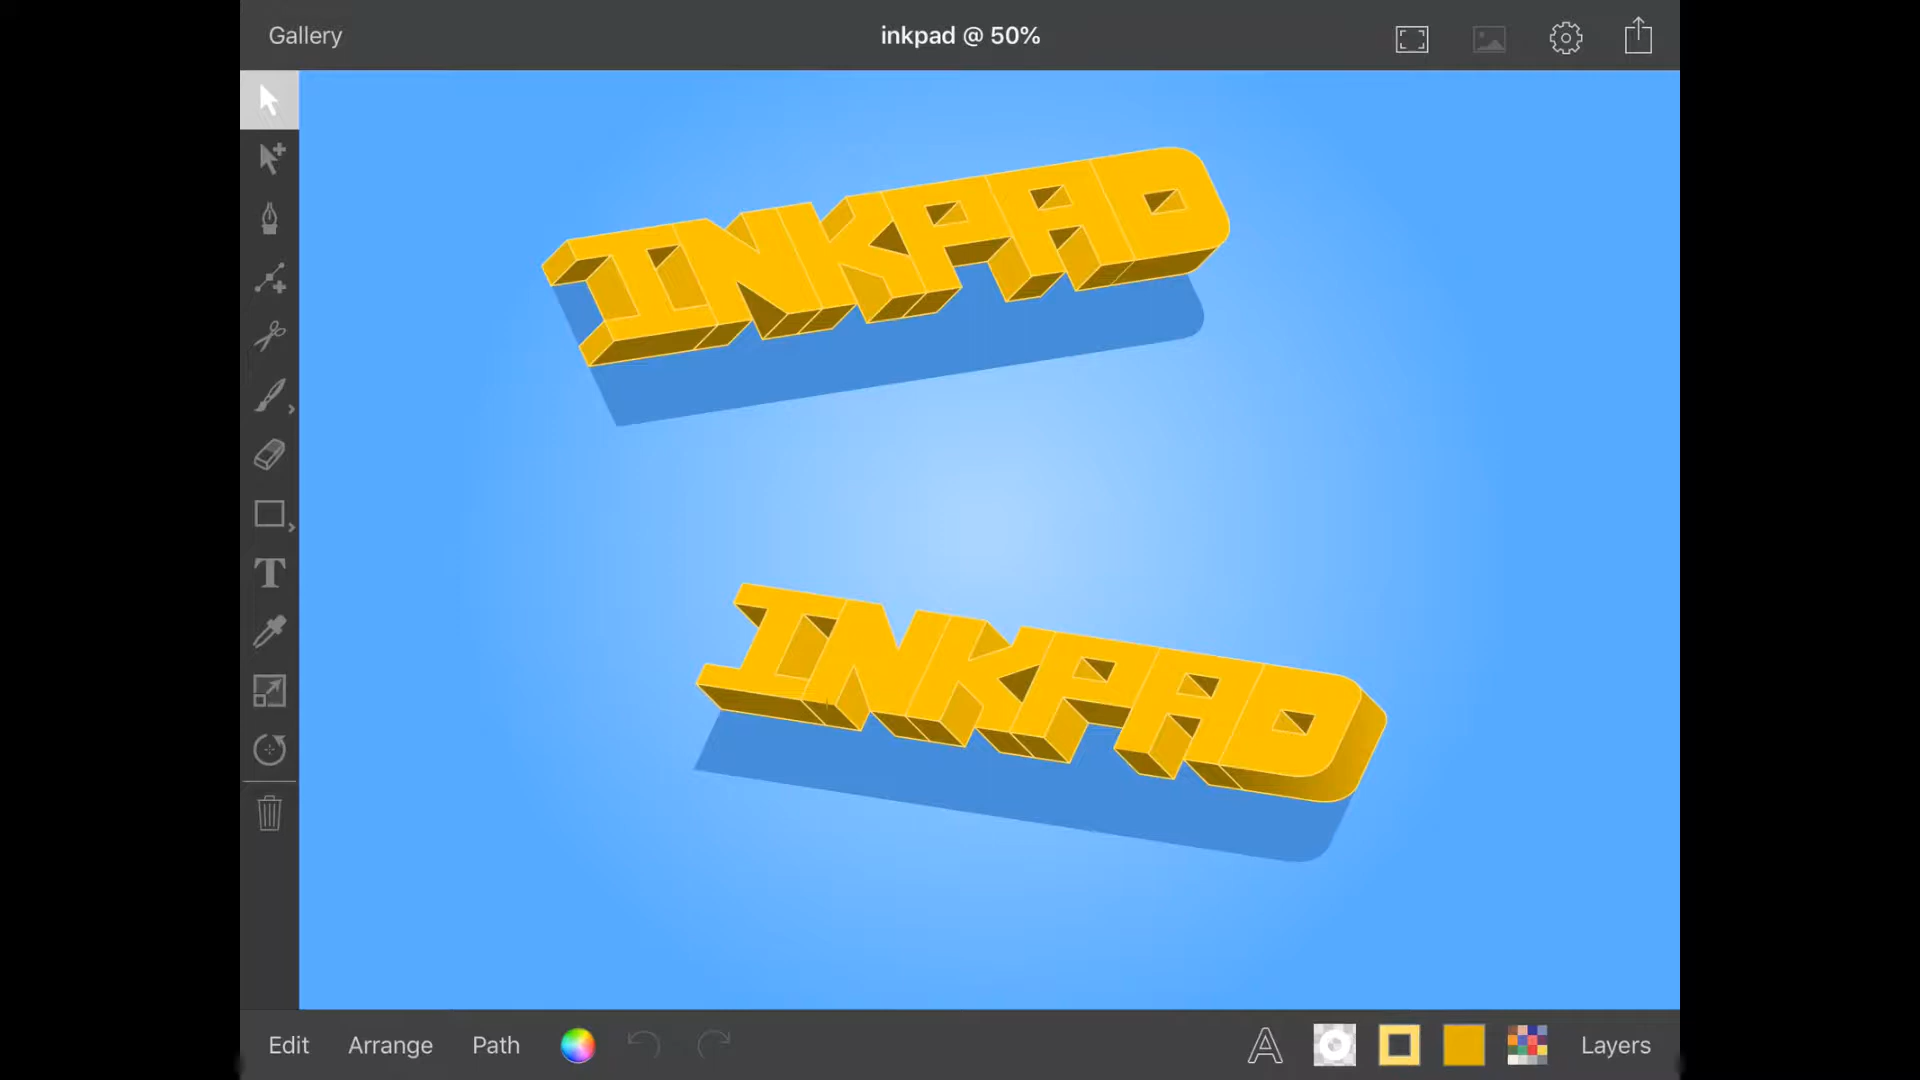 Gallery
inkpad @ 50%
INKPAD
INKPAD
T
Edit Arrange Path A Layers